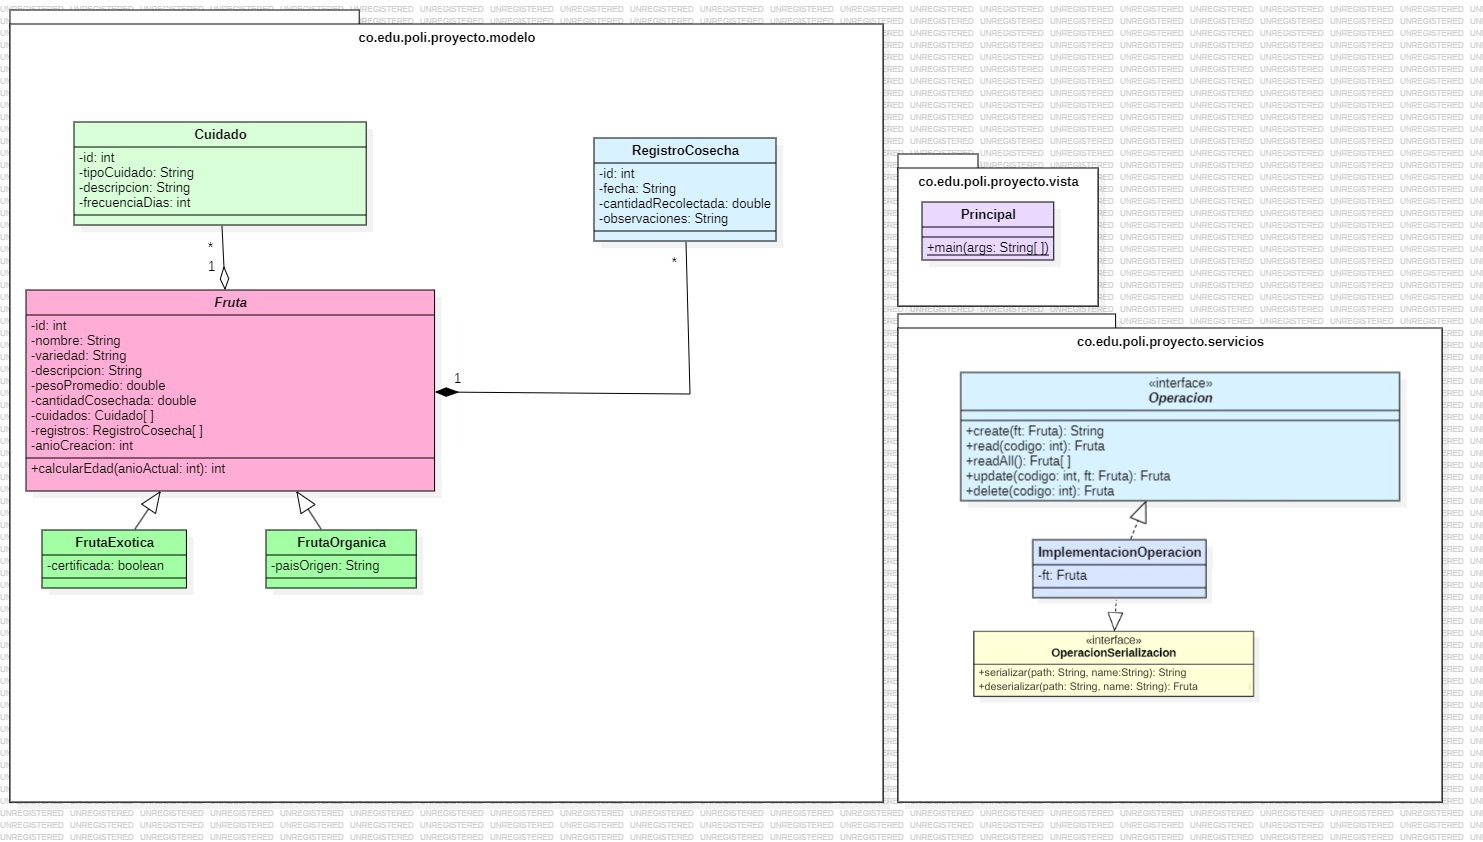 co.edu.poli.proyecto.modelo
Cuidado
-id: int
-tipoCuidado: String
-descripcion: String
-frecuenciaDias: int
*
1
RegistroCosecha
-id: int
-fecha: String
-cantidadRecolectada: double
-observaciones: String
*
1
Fruta
-id: int
-nombre: String
-variedad: String
-descripcion: String
-pesoPromedio: double
-cantidadCosechada: double
-cuidados: Cuidado[ ]
-registros: RegistroCosecha[ ]
-anioCreacion: int
+calcularEdad(anioActual: int): int
FrutaExotica
-certificada: boolean
FrutaOrganica
-paisOrigen: String
co.edu.poli.proyecto.vista
Principal
+main(args: String[ ])
co.edu.poli.proyecto.servicios
«interface»
Operacion
+create(ft: Fruta): String
+read(codigo: int): Fruta
+readAll(): Fruta[ ]
+update(codigo: int, ft: Fruta): Fruta
+delete(codigo: int): Fruta
ImplementacionOperacion
-ft: Fruta
«interface»
OperacionSerializacion
+serializar(path: String, name:String): String
+deserializar(path: String, name: String): Fruta
UNREGISTERED